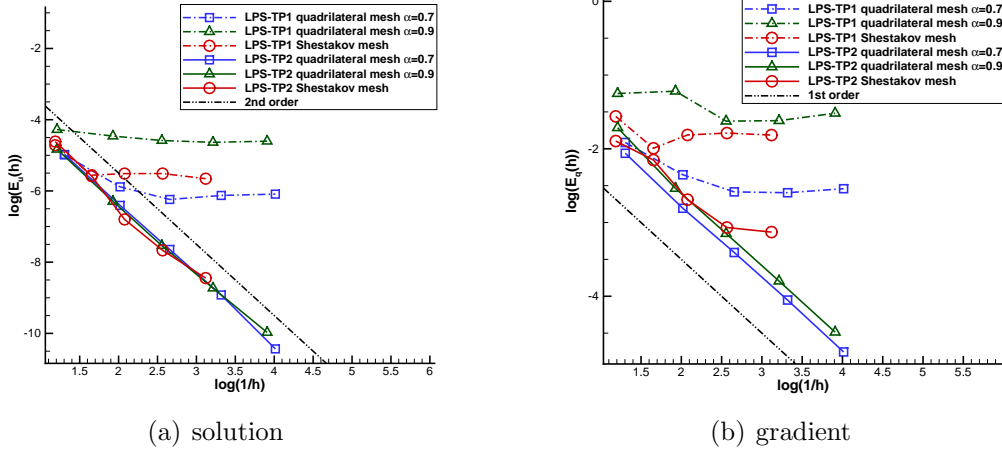 LPS-TP1 quadrilateral mesh α=0.7
LPS-TP1 quadrilateral mesh α=0.9
LPS-TP1 Shestakov mesh
LPS-TP2 quadrilateral mesh α=0.7
LPS-TP2 quadrilateral mesh α=0.9
LPS-TP2 Shestakov mesh
2nd order
-2
-4
-6
-8
-10
log(E_u(h))
1.5 2 2.5 3 3.5 4 4.5 5 5.5 6
log(1/h)
(a) solution
LPS-TP1 quadrilateral mesh α=0.7
LPS-TP1 quadrilateral mesh α=0.9
LPS-TP1 Shestakov mesh
LPS-TP2 quadrilateral mesh α=0.7
LPS-TP2 quadrilateral mesh α=0.9
LPS-TP2 Shestakov mesh
1st order
0
-2
-4
log(E_q(h))
1.5 2 2.5 3 3.5 4 4.5 5 5.5
log(1/h)
(b) gradient